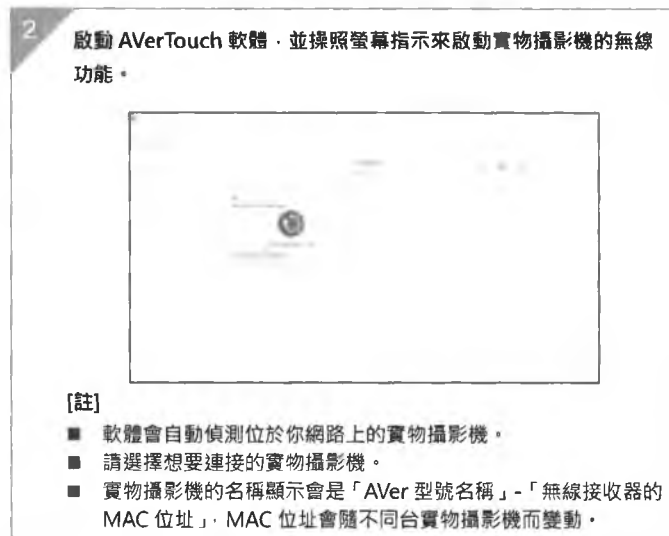 2
啟動 AVerTouch 軟體，並操照螢幕指示來啟動實物攝影機的無線
功能。
[註]
■ 軟體會自動偵測位於你網路上的實物攝影機。
■ 請選擇想要連接的實物攝影機。
■ 實物攝影機的名稱顯示會是「AVer 型號名稱」-「無線接收器的
MAC 位址」，MAC 位址會隨不同台實物攝影機而變動。